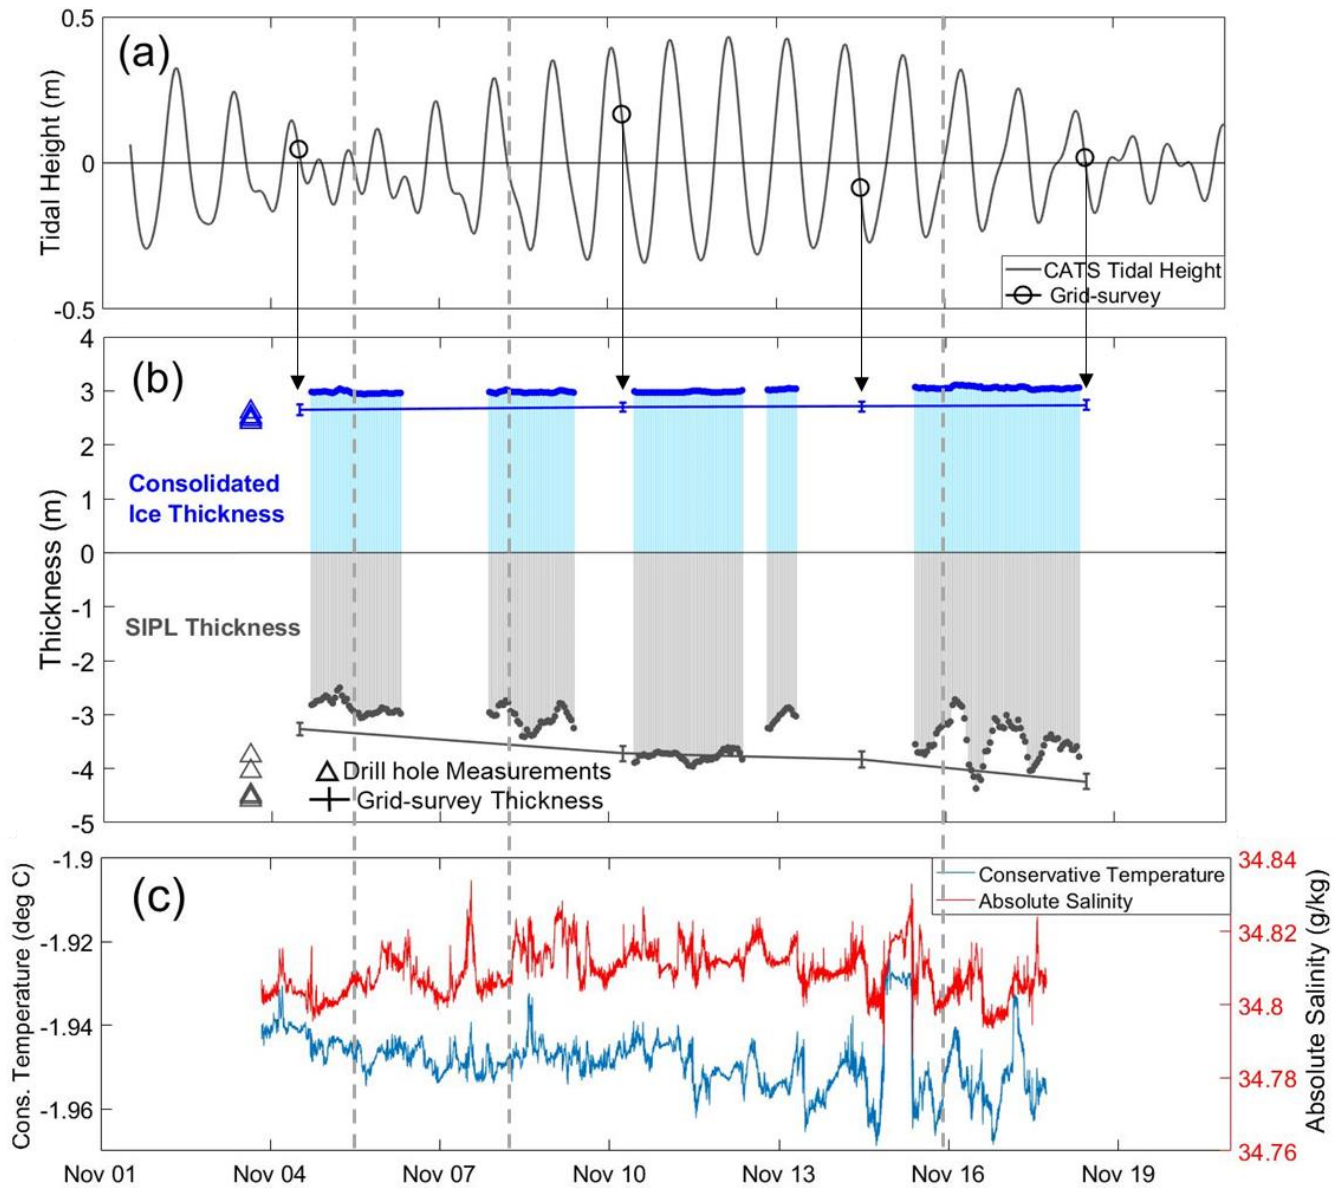 (a)
Tidal Height (m)
0.5
0
-0.5
CATS Tidal Height
Grid-survey
(b)
Thickness (m)
4
3
2
1
0
-1
-2
-3
-4
-5
Consolidated
Ice Thickness
SIPL Thickness
Drill hole Measurements
Grid-survey Thickness
(c)
Cons. Temperature (deg C)
-1.9
-1.92
-1.94
-1.96
Conservative Temperature
Absolute Salinity
34.84
34.82
34.8
34.78
34.76
Absolute Salinity (g/kg)
Nov 01 Nov 04 Nov 07 Nov 10 Nov 13 Nov 16 Nov 19